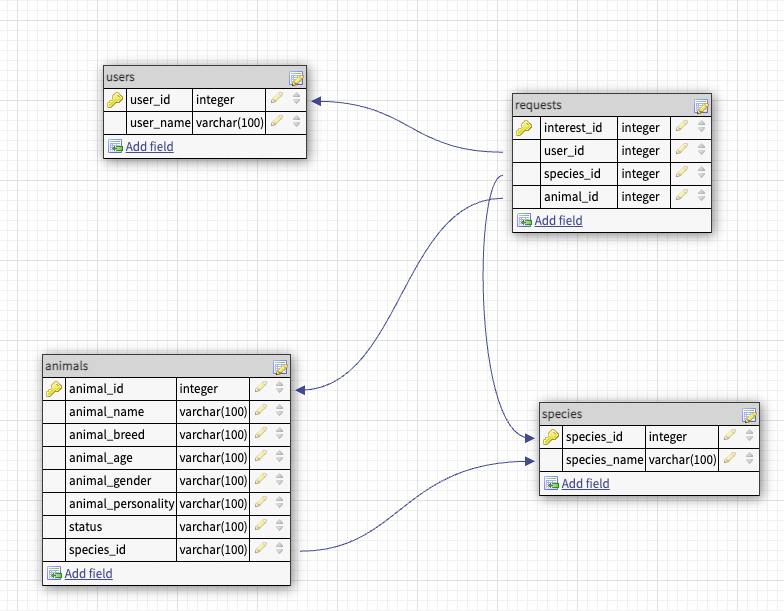 users
user_id integer
user_name varchar(100)
Add field
requests
interest_id integer
user_id integer
species_id integer
animal_id integer
Add field
animals
animal_id integer
animal_name varchar(100)
animal_breed varchar(100)
animal_age varchar(100)
animal_gender varchar(100)
animal_personality varchar(100)
status varchar(100)
species_id varchar(100)
Add field
species
species_id integer
species_name varchar(100)
Add field